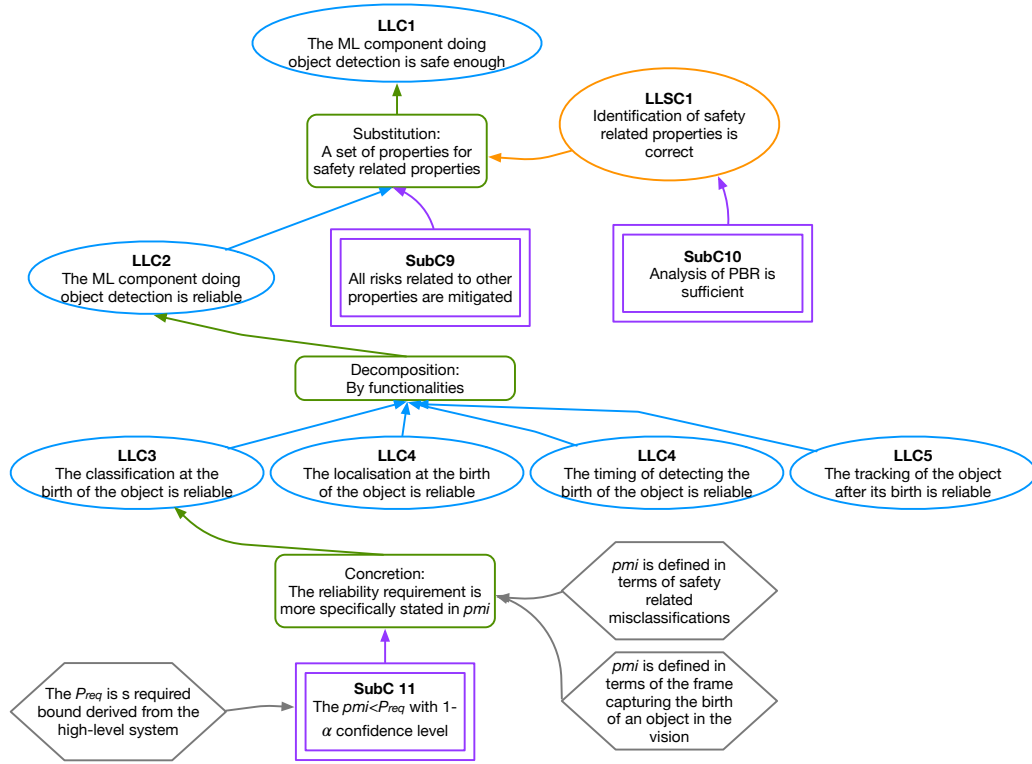 LLC1
The ML component doing
object detection is safe enough
LLSC1
Identification of safety
related properties is
correct
Substitution:
A set of properties for
safety related properties
LLC2
The ML component doing
object detection is reliable
SubC9
All risks related to other
properties are mitigated
SubC10
Analysis of PBR is
sufficient
Decomposition:
By functionalities
LLC3
The classification at the
birth of the object is reliable
LLC4
The localisation at the birth
of the object is reliable
LLC4
The timing of detecting the
birth of the object is reliable
LLC5
The tracking of the object
after its birth is reliable
Concretion:
The reliability requirement is
more specifically stated in pmi
pmi is defined in
terms of safety
related
misclassifications
The Preq is s required
bound derived from the
high-level system
SubC 11
The pmi<Preq with 1-
α confidence level
pmi is defined in
terms of the frame
capturing the birth
of an object in the
vision